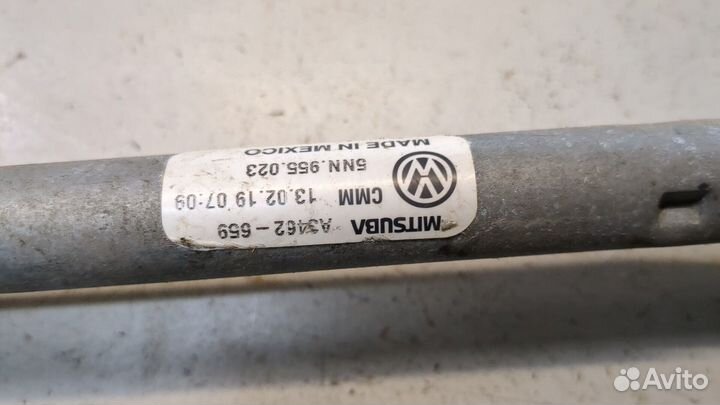 MITSUBA A3462-659
CMM 13.02.19 07:09
5NN.955.023
MADE IN MEXICO
Avito